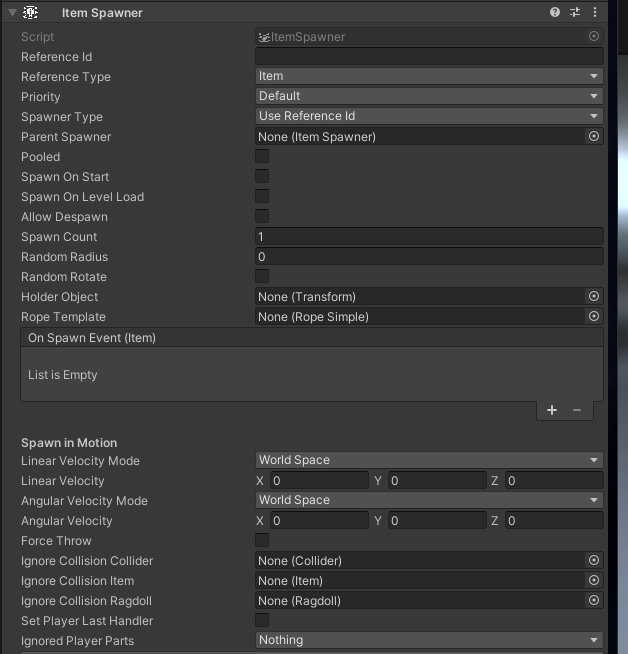 Item Spawner
Script ItemSpawner
Reference Id
Reference Type Item
Priority Default
Spawner Type Use Reference Id
Parent Spawner None (Item Spawner)
Pooled
Spawn On Start
Spawn On Level Load
Allow Despawn
Spawn Count 1
Random Radius 0
Random Rotate
Holder Object None (Transform)
Rope Template None (Rope Simple)
On Spawn Event (Item)
List is Empty
Spawn in Motion
Linear Velocity Mode World Space
Linear Velocity X 0 Y 0 Z 0
Angular Velocity Mode World Space
Angular Velocity X 0 Y 0 Z 0
Force Throw
Ignore Collision Collider None (Collider)
Ignore Collision Item None (Item)
Ignore Collision Ragdoll None (Ragdoll)
Set Player Last Handler
Ignored Player Parts Nothing